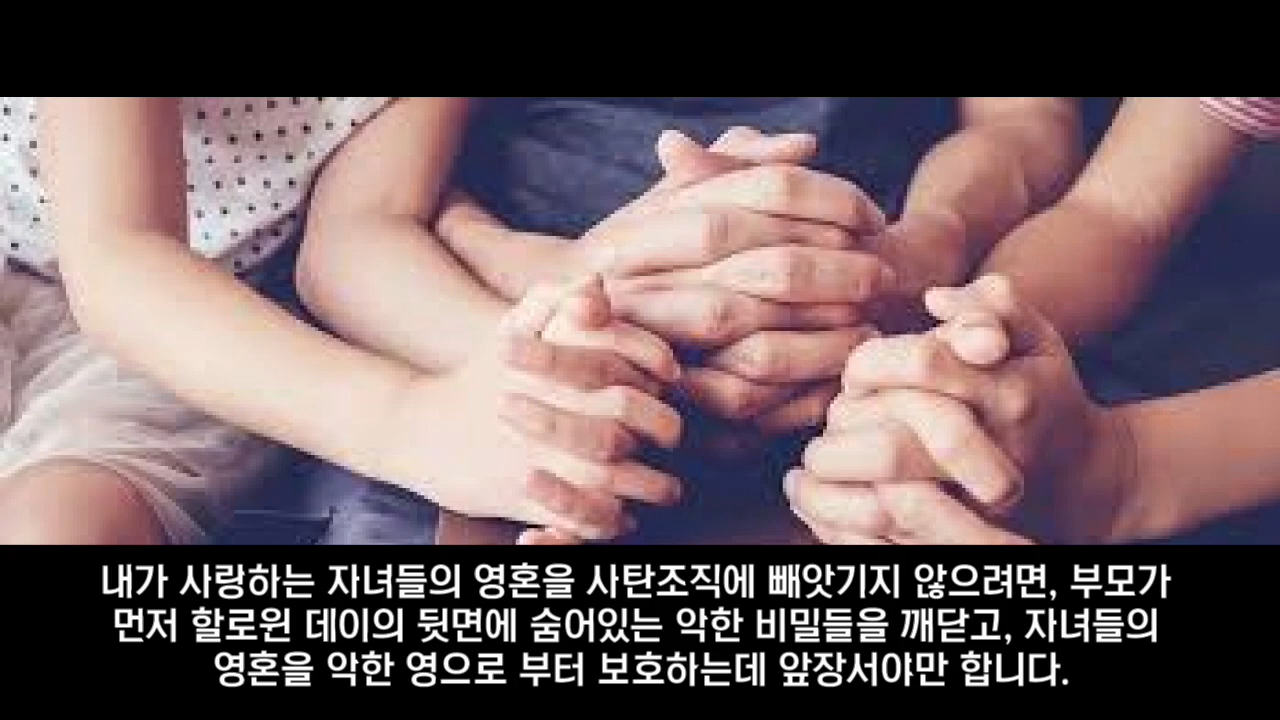 내가 사랑하는 자녀들의 영혼을 사탄조직에 빼앗기지 않으려면, 부모가
먼저 할로윈 데이의 뒷면에 숨어있는 악한 비밀들을 깨닫고, 자녀들의
영혼을 악한 영으로 부터 보호하는데 앞장서야만 합니다.